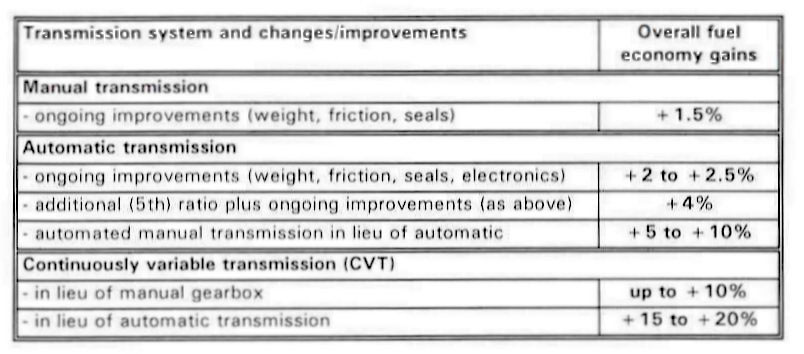 Transmission system and changes/improvements Overall fuel
economy gains
Manual transmission
- ongoing improvements (weight, friction, seals) + 1.5%
Automatic transmission
- ongoing improvements (weight, friction, seals, electronics) + 2 to + 2.5%
- additional (5th) ratio plus ongoing improvements (as above) + 4%
- automated manual transmission in lieu of automatic + 5 to + 10%
Continuously variable transmission (CVT)
- in lieu of manual gearbox up to + 10%
- in lieu of automatic transmission + 15 to + 20%